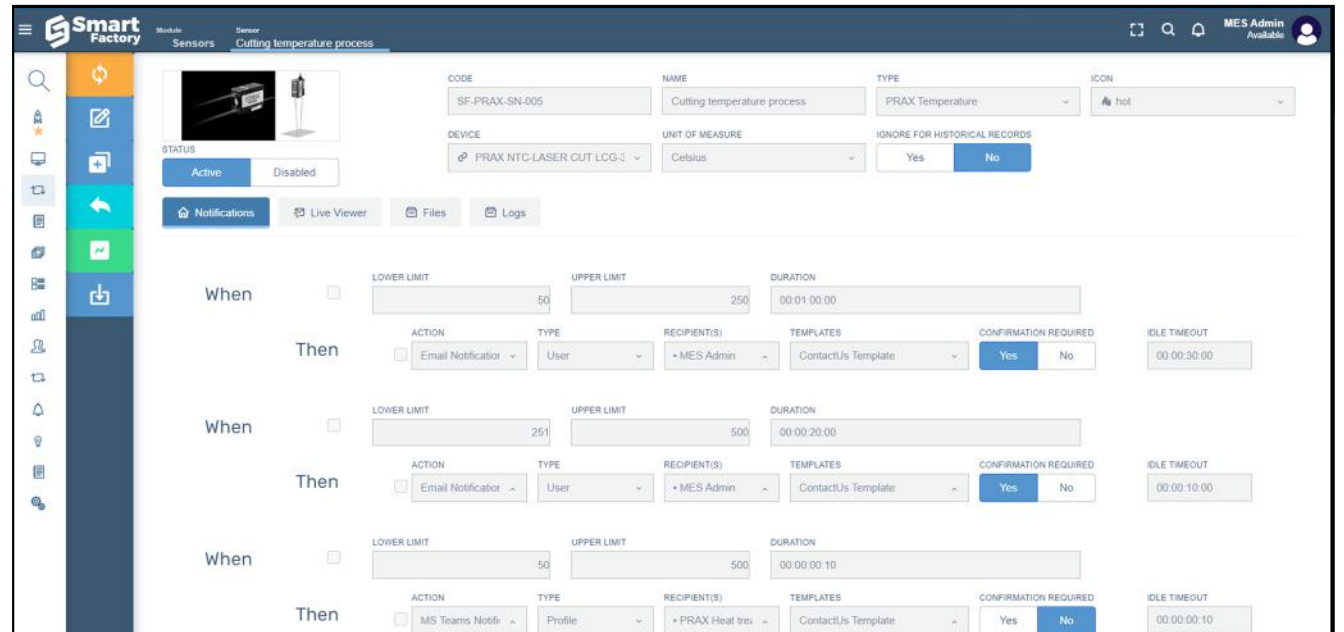 Smart Factory
Module
Sensors
Sensor
Cutting temperature process
MES Admin
Available
CODE NAME TYPE ICON
SF-PRAX-SN-005 Cutting temperature process PRAX Temperature hot
DEVICE UNIT OF MEASURE IGNORE FOR HISTORICAL RECORDS
PRAX NTC-LASER CUT LCG-3 Celsius Yes No
STATUS
Active Disabled
Notifications Live Viewer Files Logs
LOWER LIMIT UPPER LIMIT DURATION
When 50 250 00:01:00:00
ACTION TYPE RECIPIENT(S) TEMPLATES CONFIRMATION REQUIRED IDLE TIMEOUT
Then Email Notification User • MES Admin ContactUs Template Yes No 00:00:30:00
LOWER LIMIT UPPER LIMIT DURATION
When 251 500 00:00:20:00
ACTION TYPE RECIPIENT(S) TEMPLATES CONFIRMATION REQUIRED IDLE TIMEOUT
Then Email Notification User • MES Admin ContactUs Template Yes No 00:00:10:00
LOWER LIMIT UPPER LIMIT DURATION
When 50 500 00:00:00:10
ACTION TYPE RECIPIENT(S) TEMPLATES CONFIRMATION REQUIRED IDLE TIMEOUT
Then MS Teams Notifi Profile • PRAX Heat trea ContactUs Template Yes No 00:00:00:10